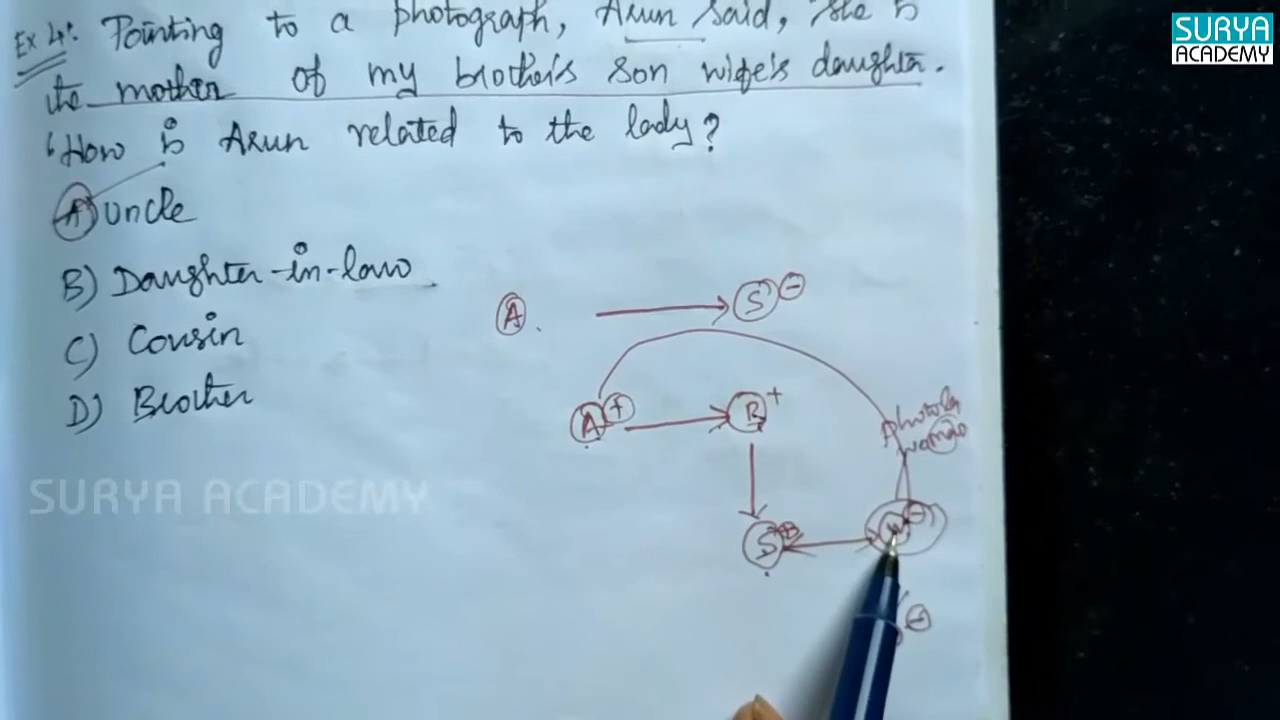 SURYA
ACADEMY
Ex 4: Pointing to a photograph, Arun said, she is
the mother of my brother's son wife's daughter.
How is Arun related to the lady?
A) Uncle
B) Daughter-in-law
C) Cousin
D) Brother
A. S -
A + B +
photo
S + W -
-
SURYA ACADEMY